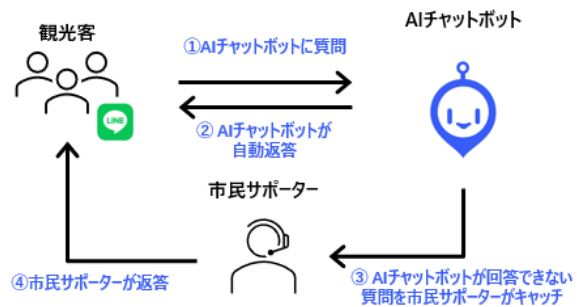 観光客
①AIチャットボットに質問
AIチャットボット
LINE
② AIチャットボットが
自動返答
市民サポーター
④市民サポーターが返答
③ AIチャットボットが回答できない
質問を市民サポーターがキャッチ